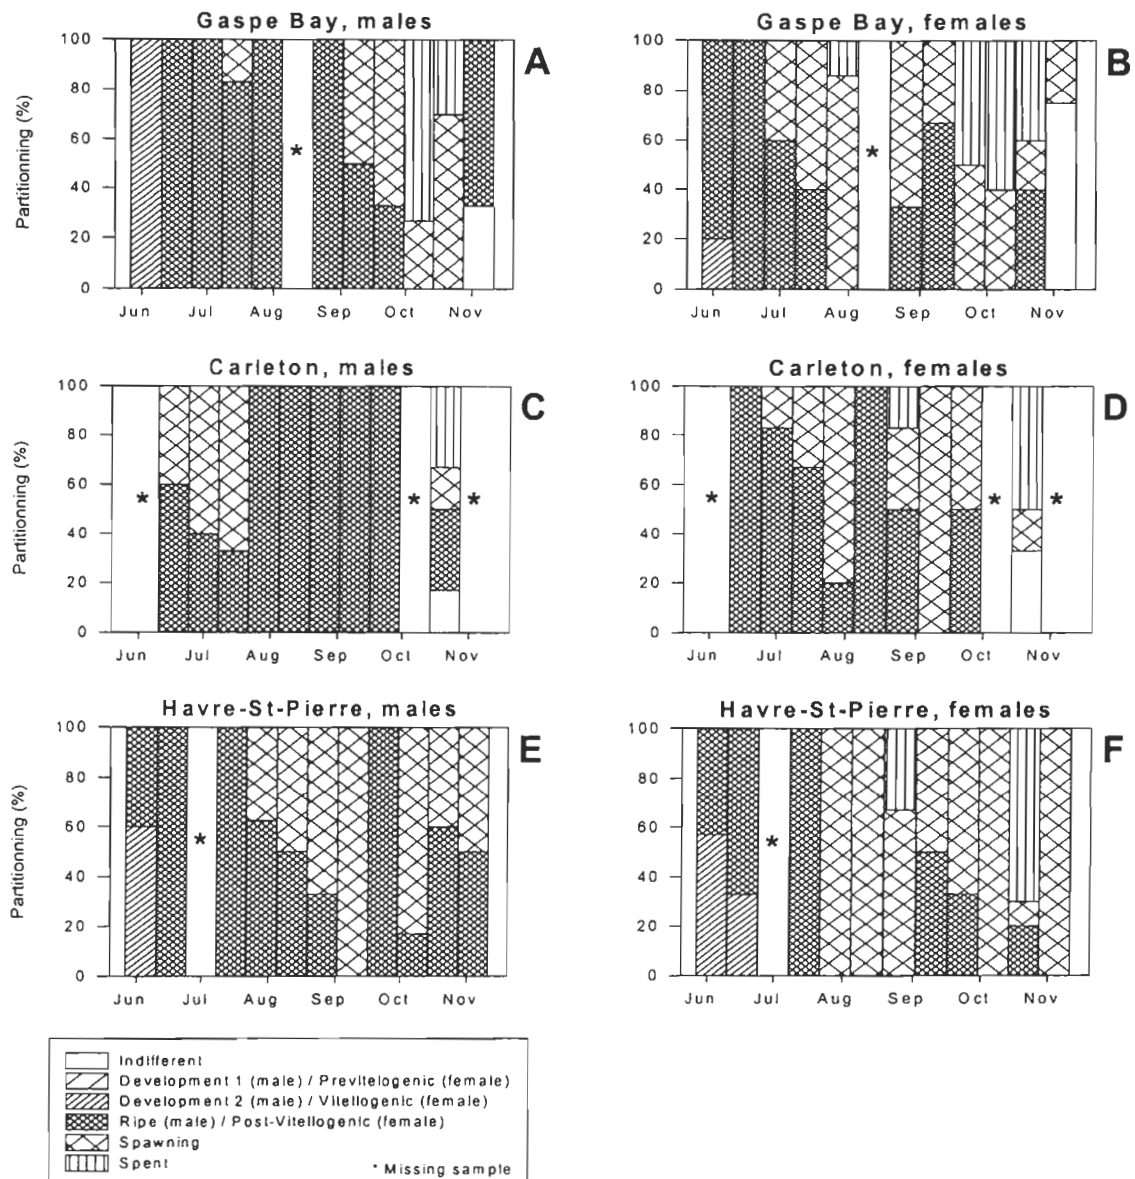 Gaspe Bay, males
A
Partitionning (%)
100
80
60
40
20
0
*
Jun Jul Aug Sep Oct Nov
Gaspe Bay, females
B
100
80
60
40
20
0
*
Jun Jul Aug Sep Oct Nov
Carleton, males
C
Partitionning (%)
100
80
60
40
20
0
* * *
Jun Jul Aug Sep Oct Nov
Carleton, females
D
100
80
60
40
20
0
* * *
Jun Jul Aug Sep Oct Nov
Havre-St-Pierre, males
E
Partitionning (%)
100
80
60
40
20
0
*
Jun Jul Aug Sep Oct Nov
Havre-St-Pierre, females
F
100
80
60
40
20
0
*
Jun Jul Aug Sep Oct Nov
Indifferent
Development 1 (male) / Previtelogenic (female)
Development 2 (male) / Vitellogenic (female)
Ripe (male) / Post-Vitellogenic (female)
Spawning
Spent
* Missing sample